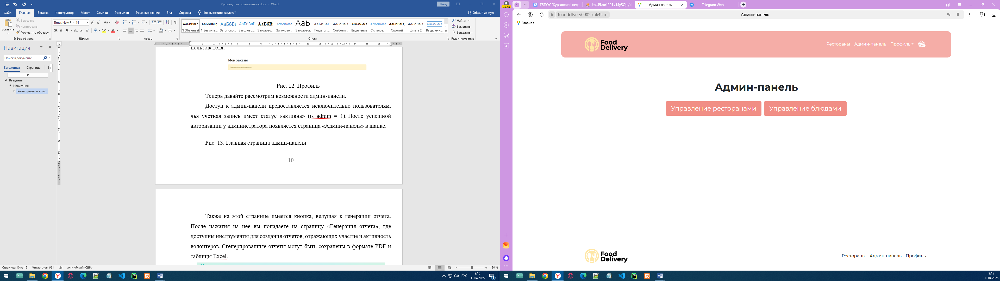 Руководство пользователя.docx - Word
Вход
Файл Главная Вставка Конструктор Макет Ссылки Рассылки Рецензирование Вид Справка Что вы хотите сделать? Общий доступ
Вставить
Вырезать
Копировать
Формат по образцу
Буфер обмена
Times New R 14
Ж К Ч abc x₂ x²
Шрифт
Абзац
АаБбВвГг, АаБбВвГг, АаБбВ АаБбВвГ АаБбВ АаБбВвГг, АаЬ АаБбВвГ АаБбВвГг АаБбВвГг АаБбВвГг АаБбВвГг, АаБбВвГг АаБбВвГг
¶ Обычный ¶ Без инте... Заголово... Заголово... Заголово... Заголово... Заголовок Подзагол... Слабое в... Выделение Сильное... Строгий Цитата 2 Выделенн...
Стили
Найти
Заменить
Выделить
Редактирование
Навигация
Поиск в документе
Заголовки Страницы
Введение
Навигация
Регистрация и вход
пользователя.
Мои заказы
У вас нет активных заказов.
Рис. 12. Профиль
Теперь давайте рассмотрим возможности админ-панели.
Доступ к админ-панели предоставляется исключительно пользователям,
чья учетная запись имеет статус «активна» (is_admin = 1). После успешной
авторизации у администратора появляется страница «Админ-панель» в шапке.
Рис. 13. Главная страница админ-панели
10
Также на этой странице имеется кнопка, ведущая к генерации отчета.
После нажатия на нее вы попадаете на страницу «Генерация отчета», где
доступны инструменты для создания отчетов, отражающих участие и активность
волонтеров. Сгенерированные отчеты могут быть сохранены в формате PDF и
таблицы Excel.
Страница 10 из 12 Число слов: 961 английский (США) 120 %
РУС 9:15
11.04.2025
Войти
4
ГБПОУ "Курганский педа kpk45.ru:1501 / MySQL / Админ-панель Telegram Web
fooddelivery0902.kpk45.ru Админ-панель
Главная
4
Food
Delivery
Рестораны Админ-панель Профиль
Админ-панель
Управление ресторанами Управление блюдами
Food
Delivery
Рестораны Админ-панель Профиль
9:15
11.04.2025